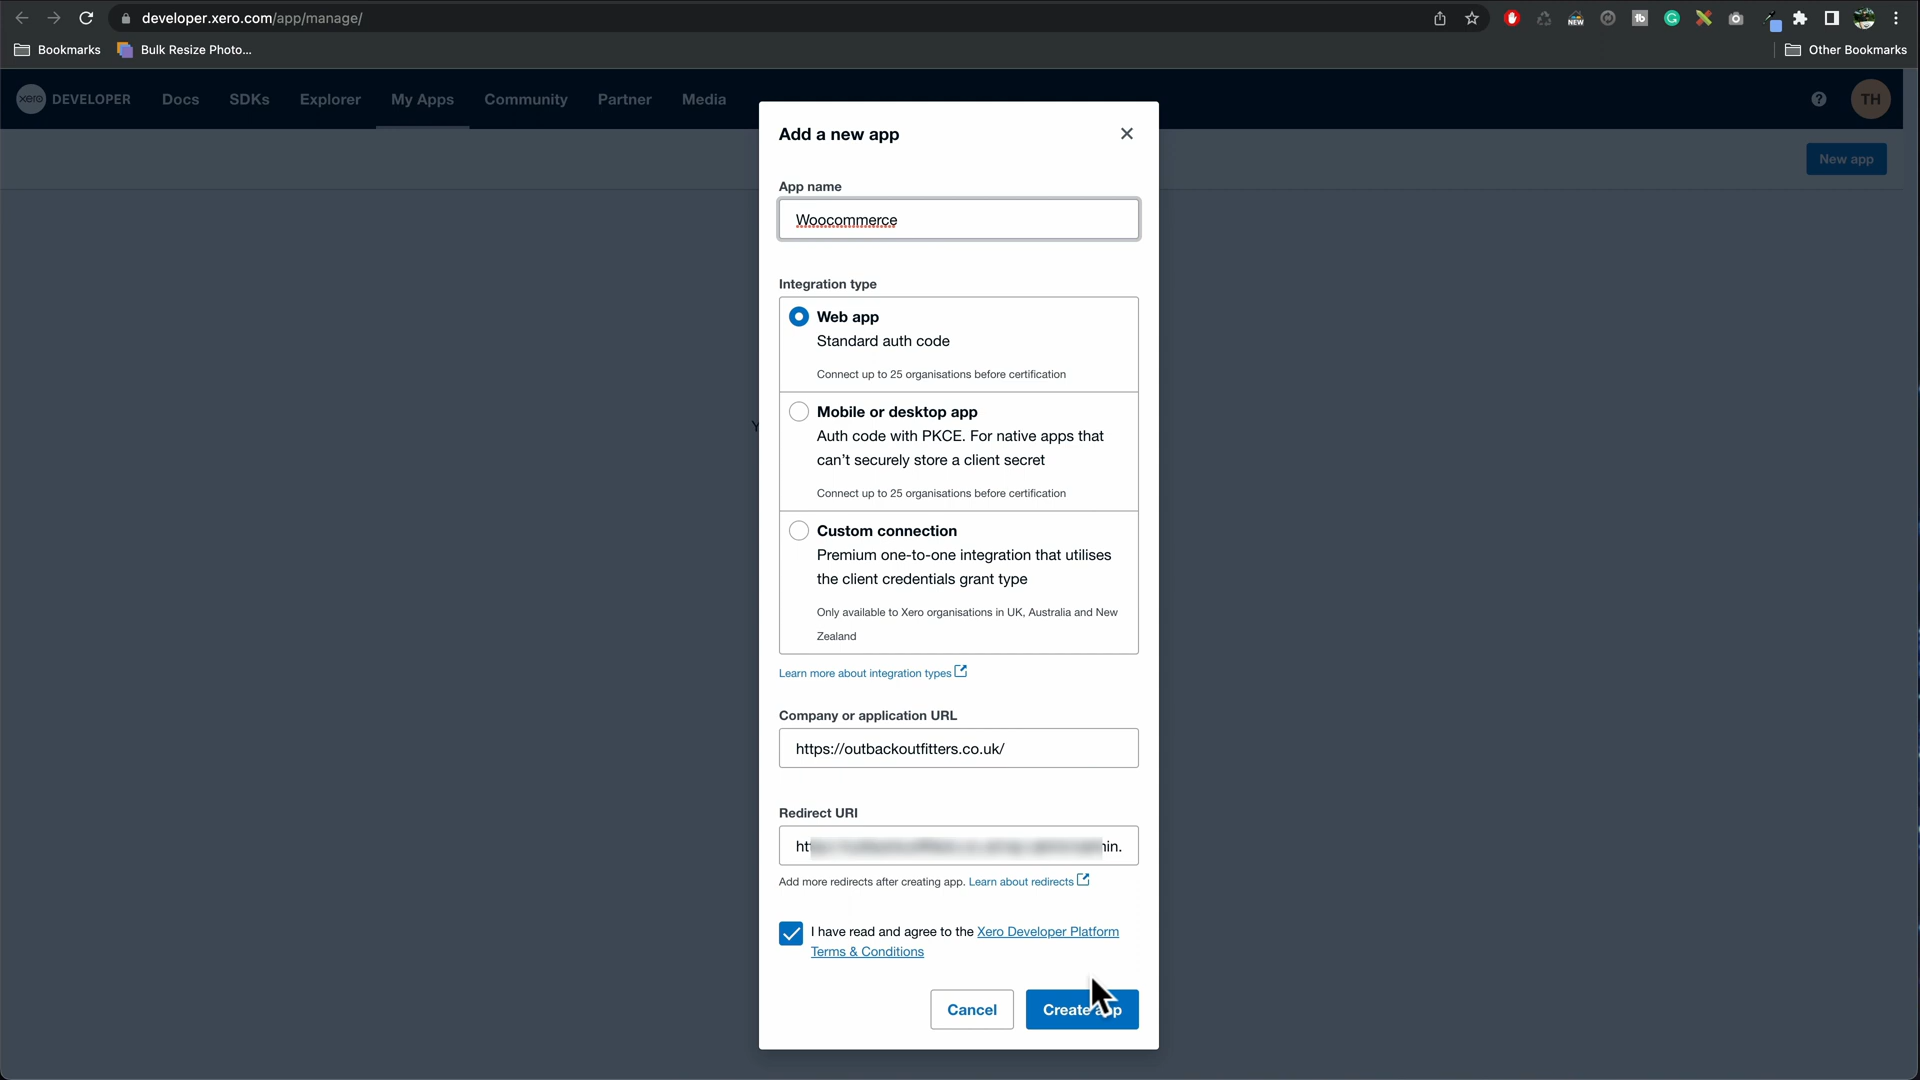 developer.xero.com/app/manage/
Bookmarks
Bulk Resize Photo...
Other Bookmarks
xero DEVELOPER
Docs
SDKs
Explorer
My Apps
Community
Partner
Media
TH
New app
Add a new app
App name
Woocommerce
Integration type
Web app
Standard auth code
Connect up to 25 organisations before certification
Mobile or desktop app
Auth code with PKCE. For native apps that
can't securely store a client secret
Connect up to 25 organisations before certification
Custom connection
Premium one-to-one integration that utilises
the client credentials grant type
Only available to Xero organisations in UK, Australia and New
Zealand
Learn more about integration types
Company or application URL
https://outbackoutfitters.co.uk/
Redirect URI
Add more redirects after creating app. Learn about redirects
I have read and agree to the Xero Developer Platform
Terms & Conditions
Cancel
Create app